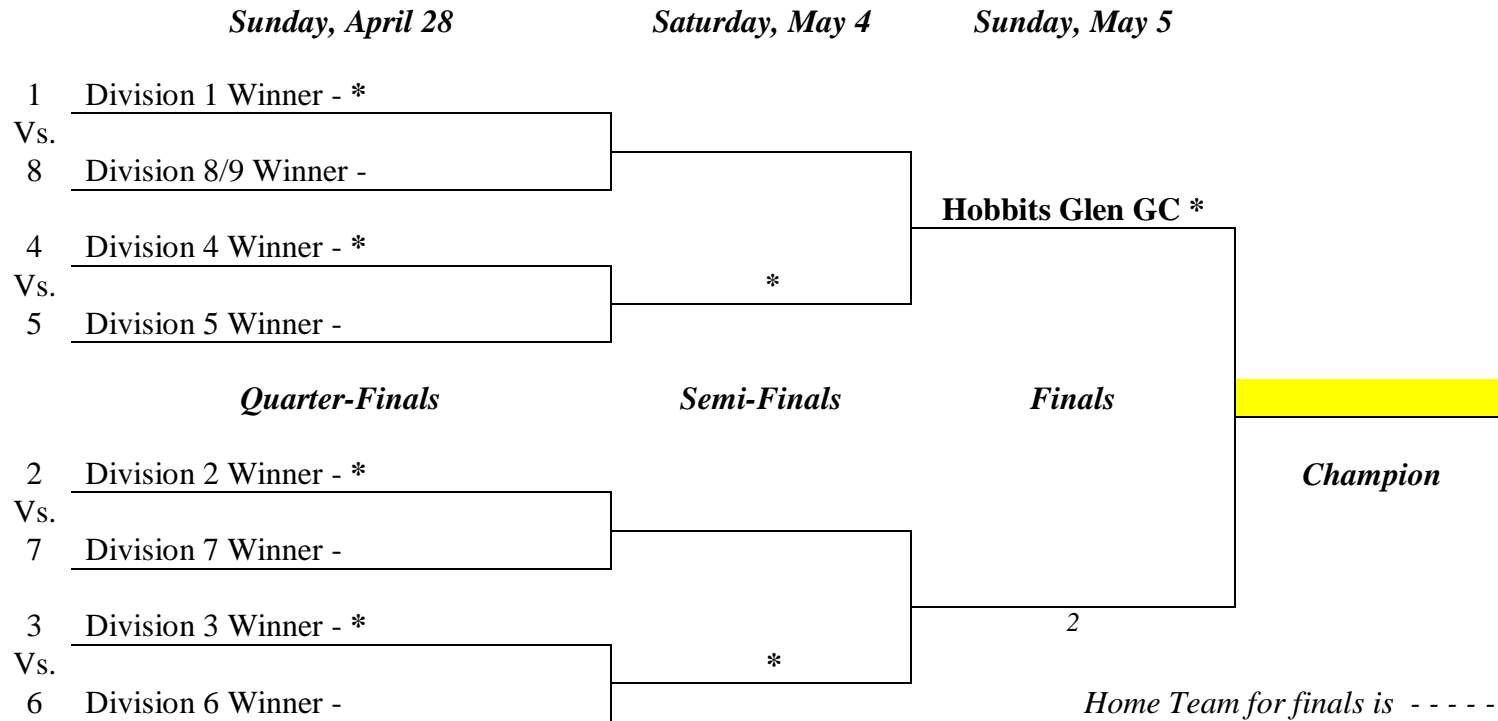 Sunday, April 28 Saturday, May 4 Sunday, May 5
1 Division 1 Winner - *
Vs.
8 Division 8/9 Winner -
Hobbits Glen GC *
4 Division 4 Winner - *
Vs. *
5 Division 5 Winner -
Quarter-Finals Semi-Finals Finals
2 Division 2 Winner - * Champion
Vs.
7 Division 7 Winner -
3 Division 3 Winner - * 2
Vs. *
6 Division 6 Winner - Home Team for finals is - - - - -